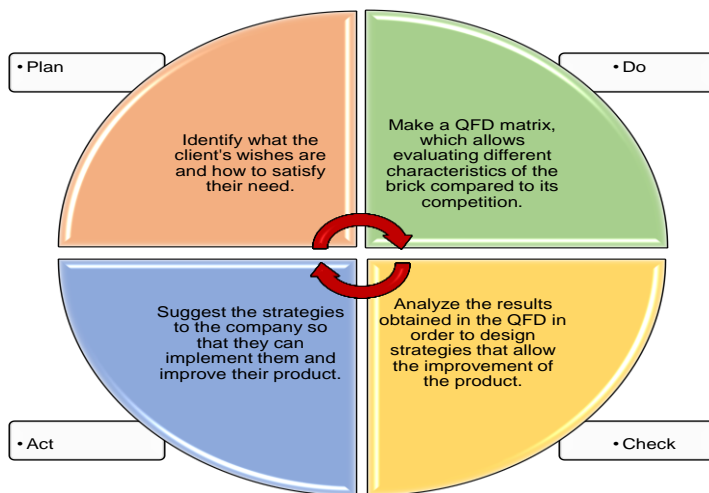 • Plan
• Do
Identify what the
client's wishes are
and how to satisfy
their need.
Make a QFD matrix,
which allows
evaluating different
characteristics of the
brick compared to its
competition.
Suggest the strategies
to the company so
that they can
implement them and
improve their product.
Analyze the results
obtained in the QFD in
order to design
strategies that allow
the improvement of
the product.
• Act
• Check